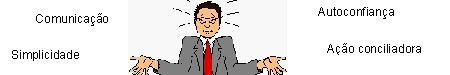 Comunicação
Autoconfiança
Simplicidade
Ação conciliadora